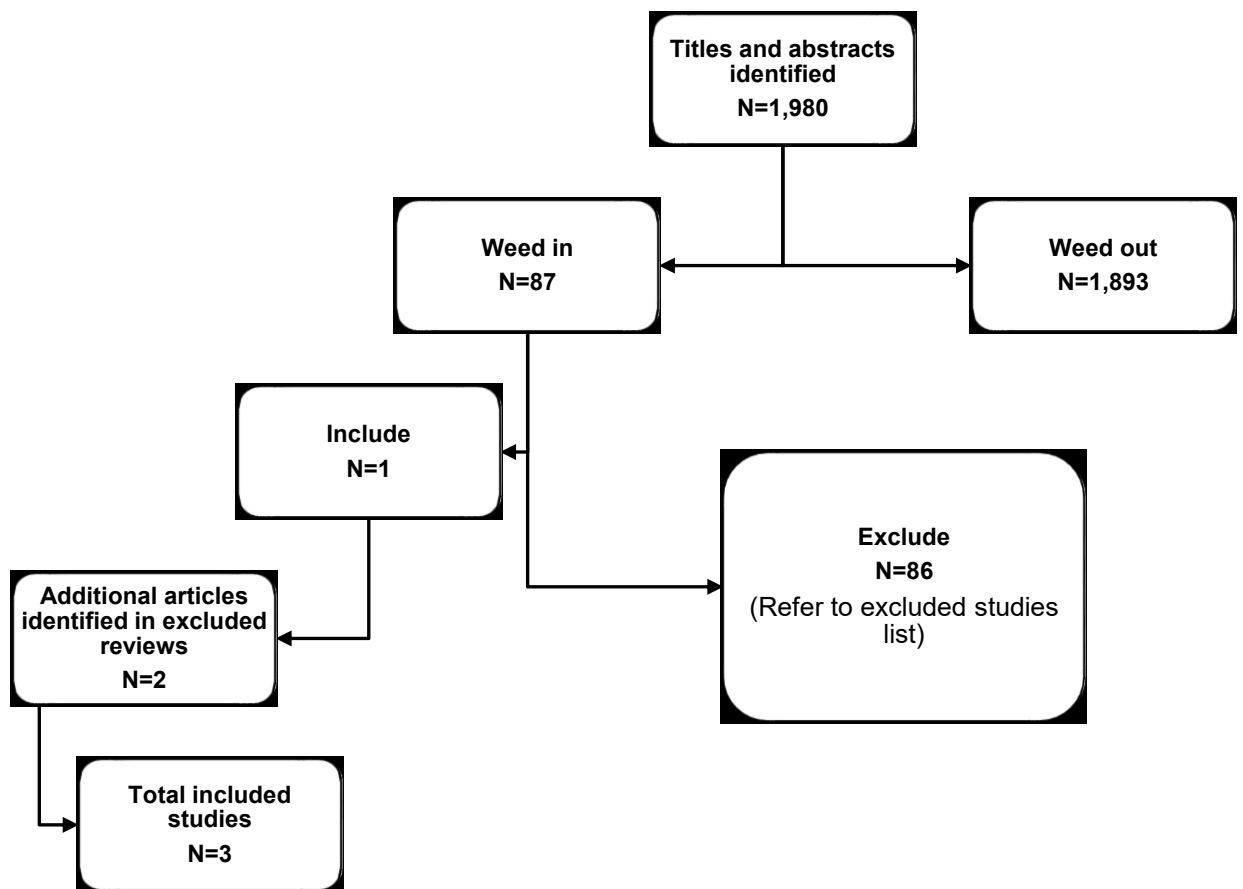 Titles and abstracts
identified
N=1,980
Weed in
N=87
Weed out
N=1,893
Include
N=1
Exclude
N=86
(Refer to excluded studies
list)
Additional articles
identified in excluded
reviews
N=2
Total included
studies
N=3